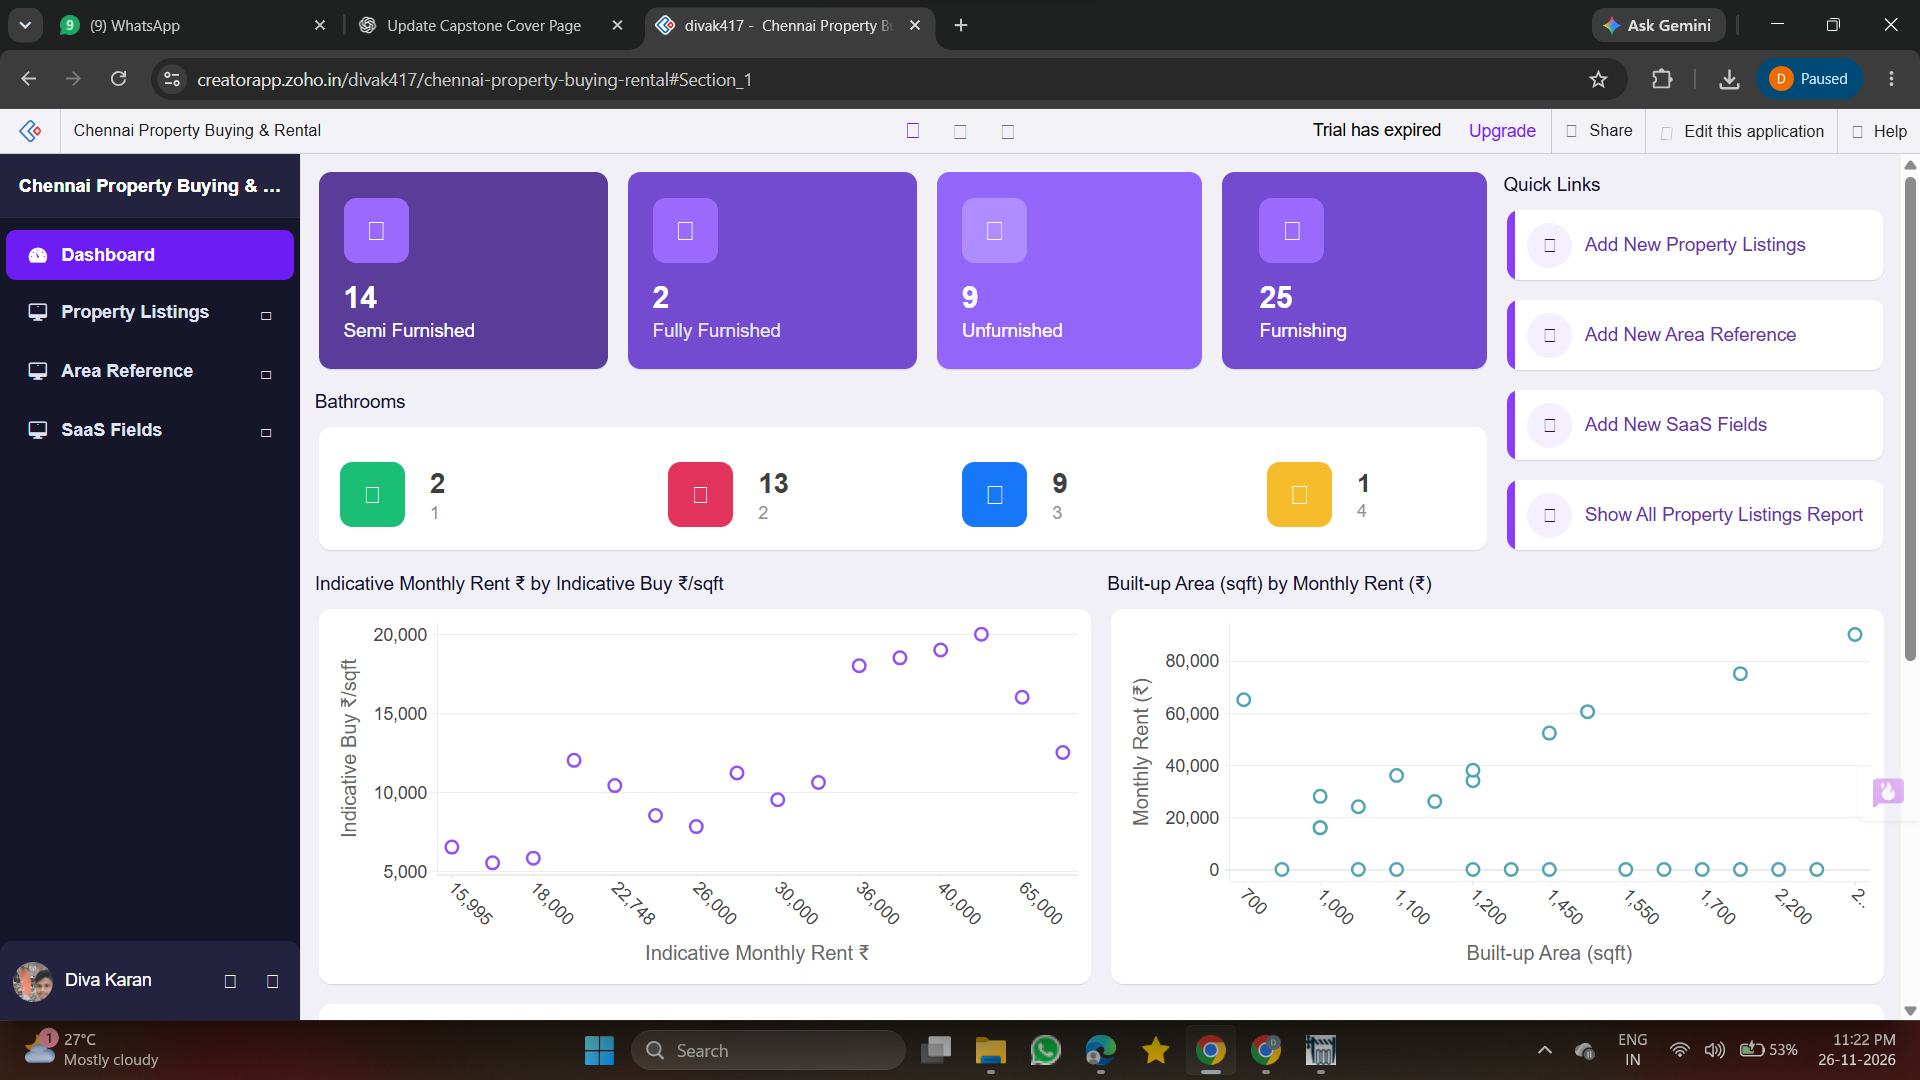 (9) WhatsApp
Update Capstone Cover Page
divak417 - Chennai Property B
Ask Gemini
creatorapp.zoho.in/divak417/chennai-property-buying-rental#Section_1
D
Paused
Chennai Property Buying & Rental
Trial has expired
Upgrade
Share
Edit this application
Help
Chennai Property Buying & ...
Dashboard
Property Listings
Area Reference
SaaS Fields
Diva Karan
14
Semi Furnished
2
Fully Furnished
9
Unfurnished
25
Furnishing
Quick Links
Add New Property Listings
Add New Area Reference
Add New SaaS Fields
Show All Property Listings Report
Bathrooms
2
1
13
2
9
3
1
4
Indicative Monthly Rent ₹ by Indicative Buy ₹/sqft
Indicative Buy ₹/sqft
20,000
15,000
10,000
5,000
15,995
18,000
22,748
26,000
30,000
36,000
40,000
65,000
Indicative Monthly Rent ₹
Built-up Area (sqft) by Monthly Rent (₹)
Monthly Rent (₹)
80,000
60,000
40,000
20,000
0
700
1,000
1,100
1,200
1,450
1,550
1,700
2,200
2..
Built-up Area (sqft)
1
27°C
Mostly cloudy
Search
ENG
IN
53%
11:22 PM
26-11-2026